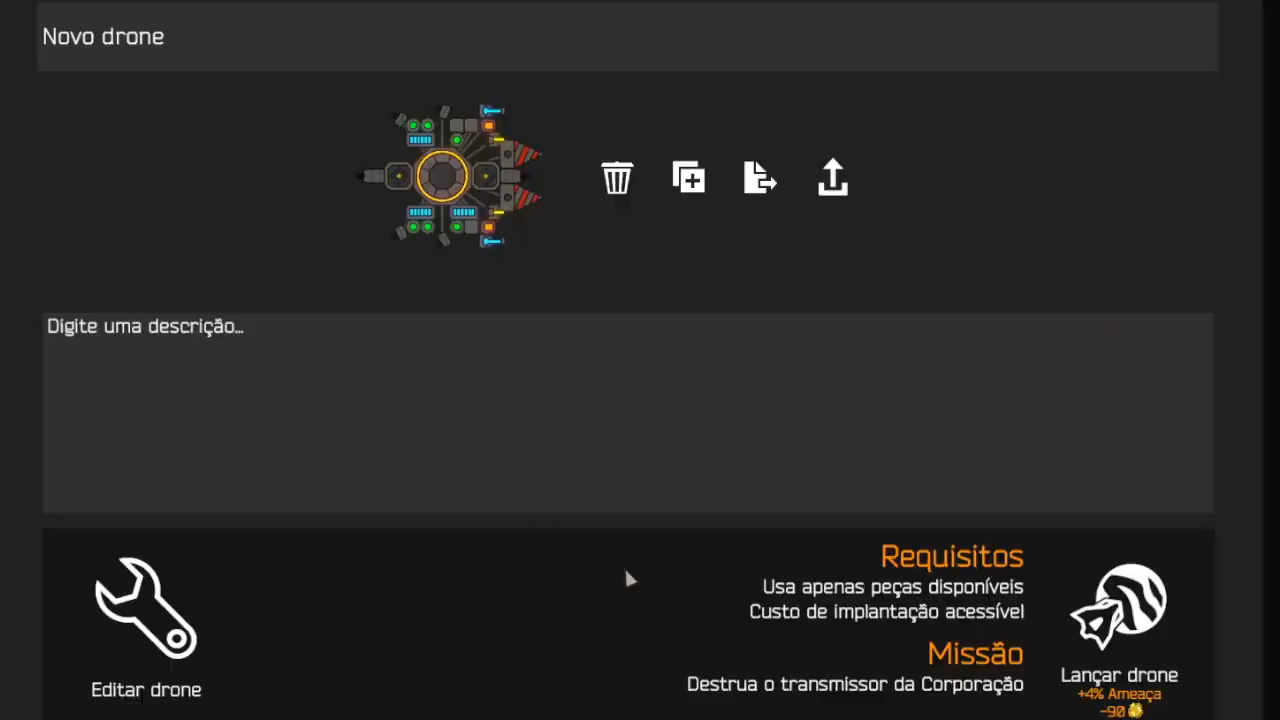 Novo drone
Digite uma descrição...
Requisitos
Usa apenas peças disponíveis
Custo de implantação acessível
Missão
Destrua o transmissor da Corporação
Editar drone
Lançar drone
+4% Ameaça
-90